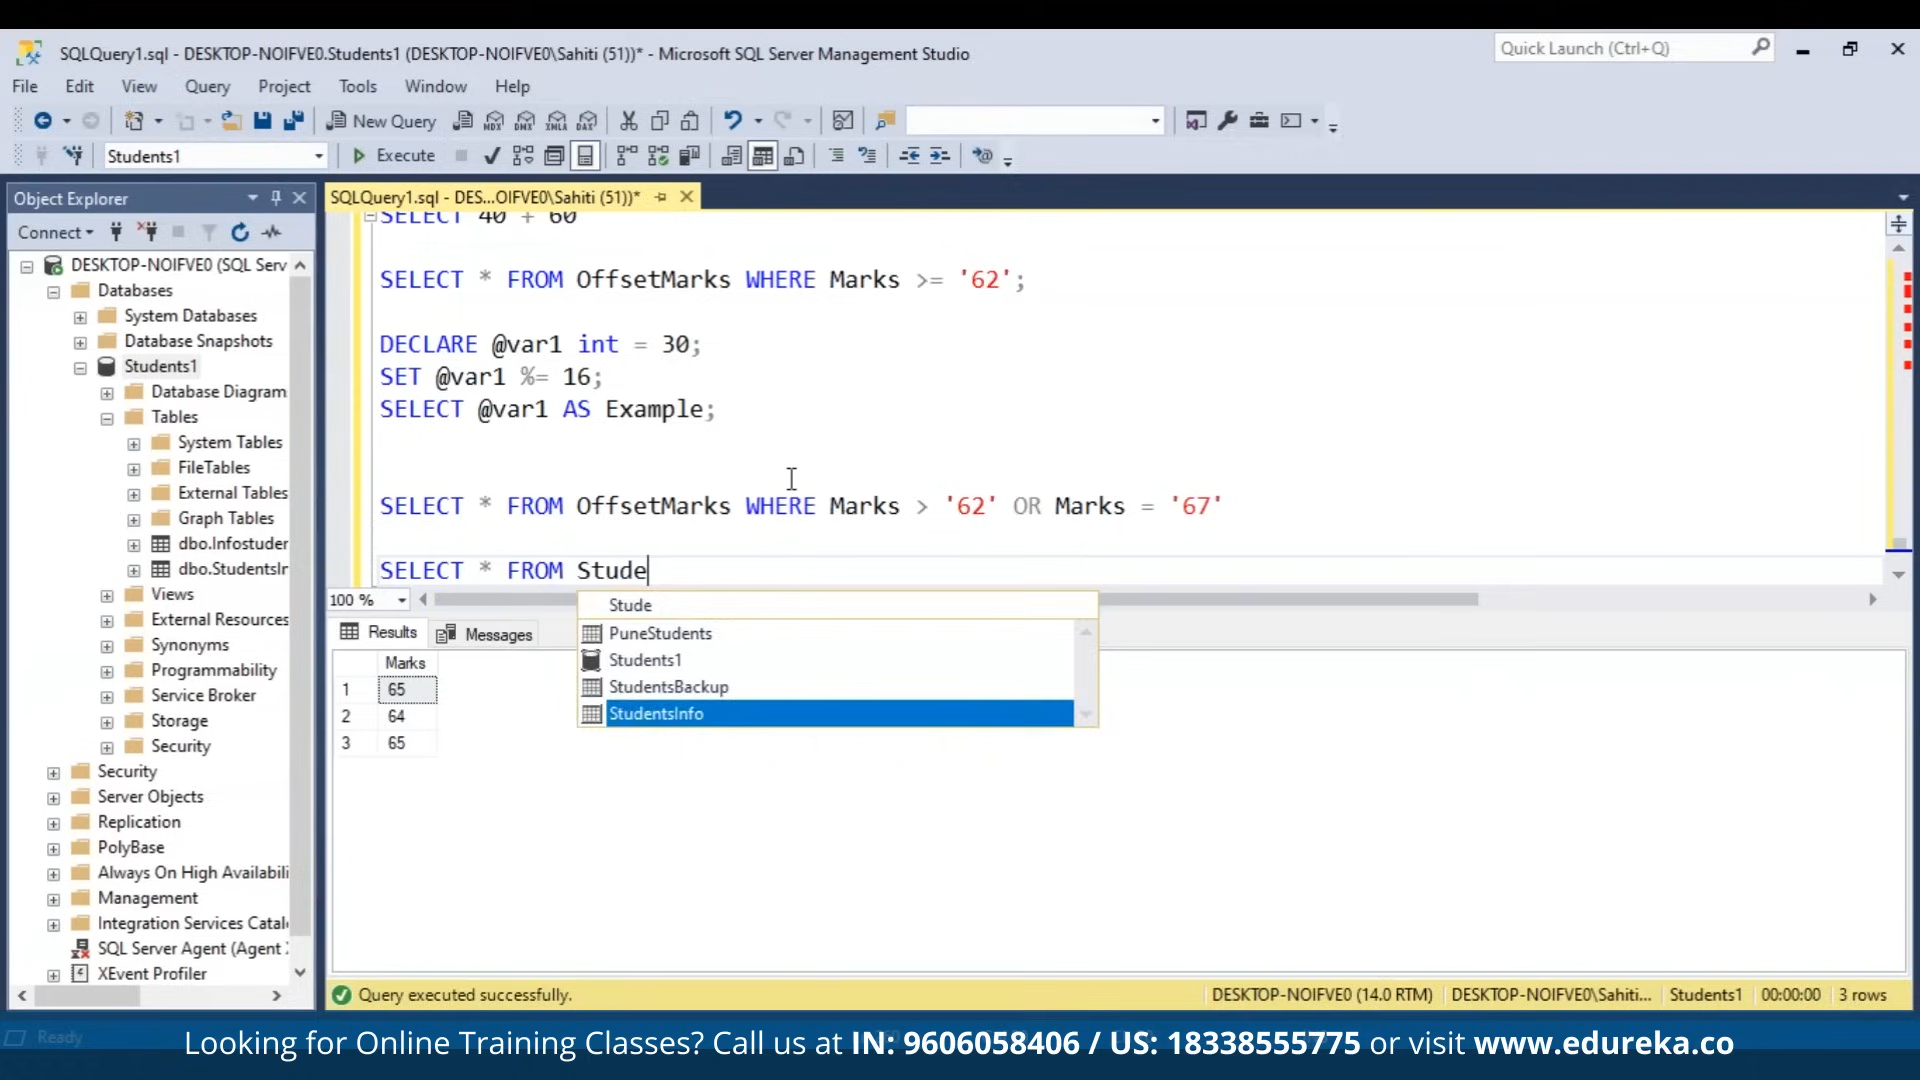 SQLQuery1.sql - DESKTOP-NOIFVE0.Students1 (DESKTOP-NOIFVE0\Sahiti (51))* - Microsoft SQL Server Management Studio
Quick Launch (Ctrl+Q)
File Edit View Query Project Tools Window Help
New Query
MDX DMX XMLA DAX
Students1
Execute
Object Explorer
SQLQuery1.sql - DES...OIFVE0\Sahiti (51))*
Connect
DESKTOP-NOIFVE0 (SQL Serv
Databases
System Databases
Database Snapshots
Students1
Database Diagram
Tables
System Tables
FileTables
External Tables
Graph Tables
dbo.Infostuder
dbo.StudentsIr
Views
External Resources
Synonyms
Programmability
Service Broker
Storage
Security
Security
Server Objects
Replication
PolyBase
Always On High Availabili
Management
Integration Services Catal
SQL Server Agent (Agent
XEvent Profiler
SELECT 40 + 60
SELECT * FROM OffsetMarks WHERE Marks >= '62';
DECLARE @var1 int = 30;
SET @var1 %= 16;
SELECT @var1 AS Example;
SELECT * FROM OffsetMarks WHERE Marks > '62' OR Marks = '67'
SELECT * FROM Stude
100 %
Stude
PuneStudents
Students1
StudentsBackup
StudentsInfo
Results
Messages
Marks
1 65
2 64
3 65
Query executed successfully.
DESKTOP-NOIFVE0 (14.0 RTM) DESKTOP-NOIFVE0\Sahiti... Students1 00:00:00 3 rows
Ready
Looking for Online Training Classes? Call us at IN: 9606058406 / US: 18338555775 or visit www.edureka.co